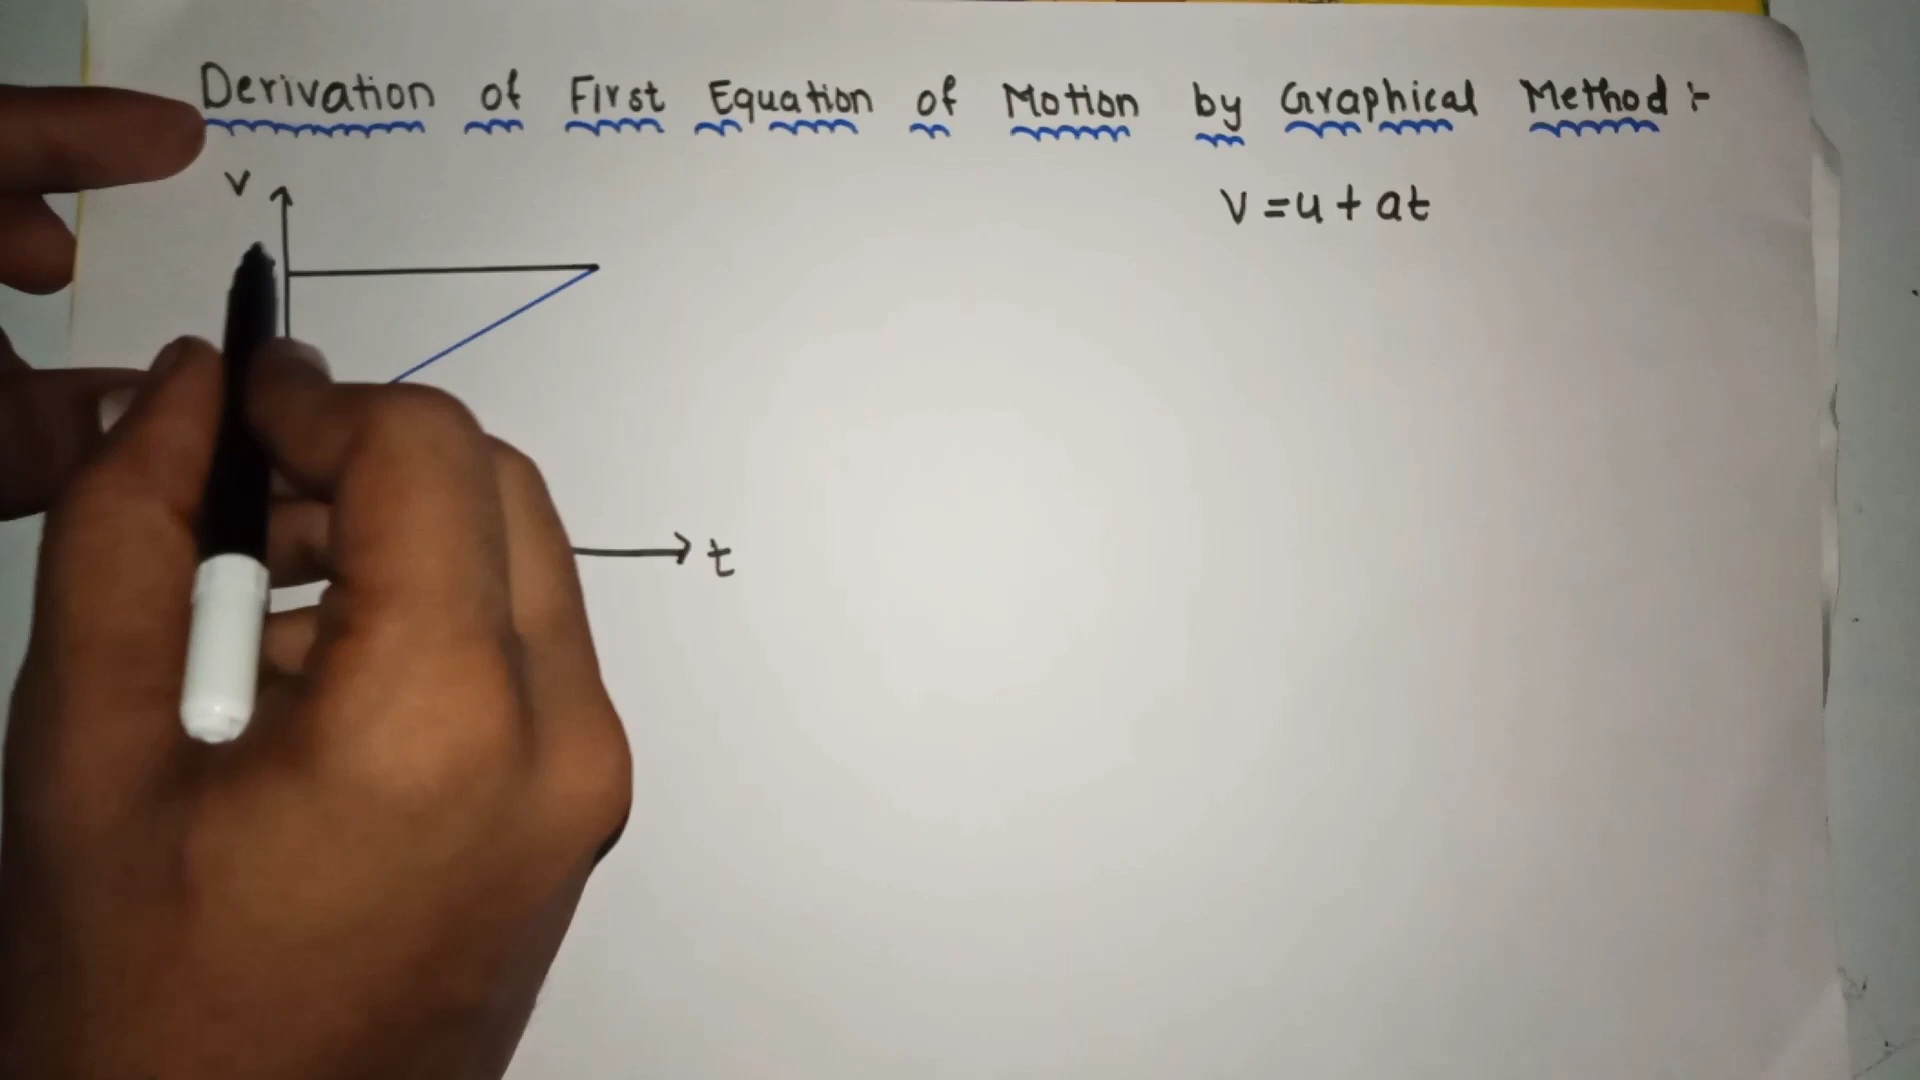 Derivation of First Equation of Motion by Graphical Method :-
v
v = u + at
t